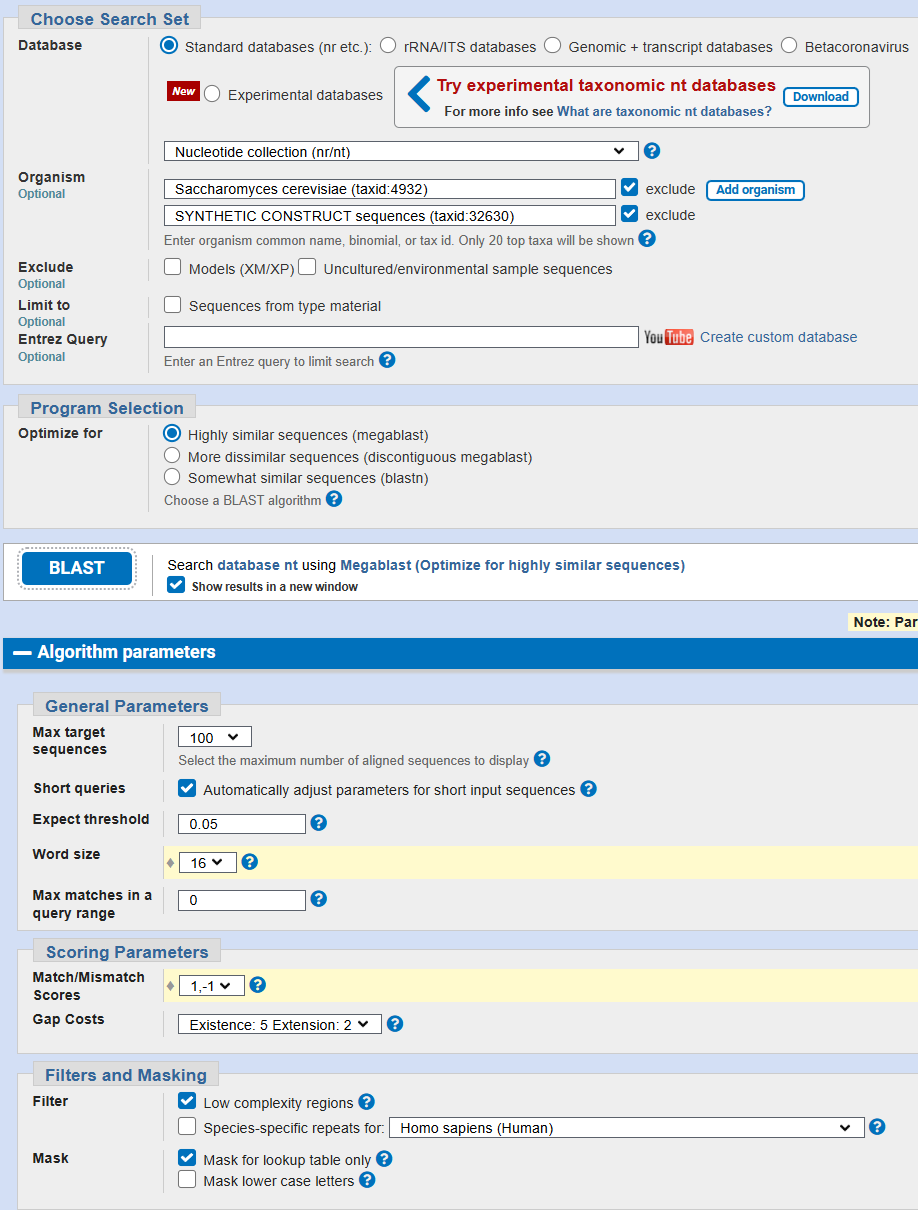 Choose Search Set
Database
Standard databases (nr etc.): rRNA/ITS databases Genomic + transcript databases Betacoronavirus
New Experimental databases
Try experimental taxonomic nt databases
For more info see What are taxonomic nt databases?
Download
Nucleotide collection (nr/nt)
Organism
Optional
Saccharomyces cerevisiae (taxid:4932) exclude Add organism
SYNTHETIC CONSTRUCT sequences (taxid:32630) exclude
Enter organism common name, binomial, or tax id. Only 20 top taxa will be shown
Exclude
Optional
Models (XM/XP) Uncultured/environmental sample sequences
Limit to
Optional
Sequences from type material
Entrez Query
Optional
YouTube Create custom database
Enter an Entrez query to limit search
Program Selection
Optimize for
Highly similar sequences (megablast)
More dissimilar sequences (discontiguous megablast)
Somewhat similar sequences (blastn)
Choose a BLAST algorithm
BLAST
Search database nt using Megablast (Optimize for highly similar sequences)
Show results in a new window
Note: Par
Algorithm parameters
General Parameters
Max target
sequences
100
Select the maximum number of aligned sequences to display
Short queries
Automatically adjust parameters for short input sequences
Expect threshold
0.05
Word size
16
Max matches in a
query range
0
Scoring Parameters
Match/Mismatch
Scores
1,-1
Gap Costs
Existence: 5 Extension: 2
Filters and Masking
Filter
Low complexity regions
Species-specific repeats for: Homo sapiens (Human)
Mask
Mask for lookup table only
Mask lower case letters